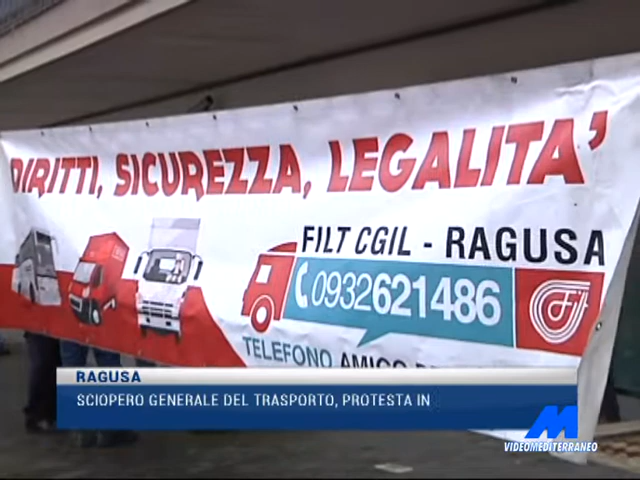 DIRITTI, SICUREZZA, LEGALITA'
FILT CGIL - RAGUSA
0932621486
TELEFONO AMICO
RAGUSA
SCIOPERO GENERALE DEL TRASPORTO, PROTESTA IN
VIDEOMEDITERRANEO